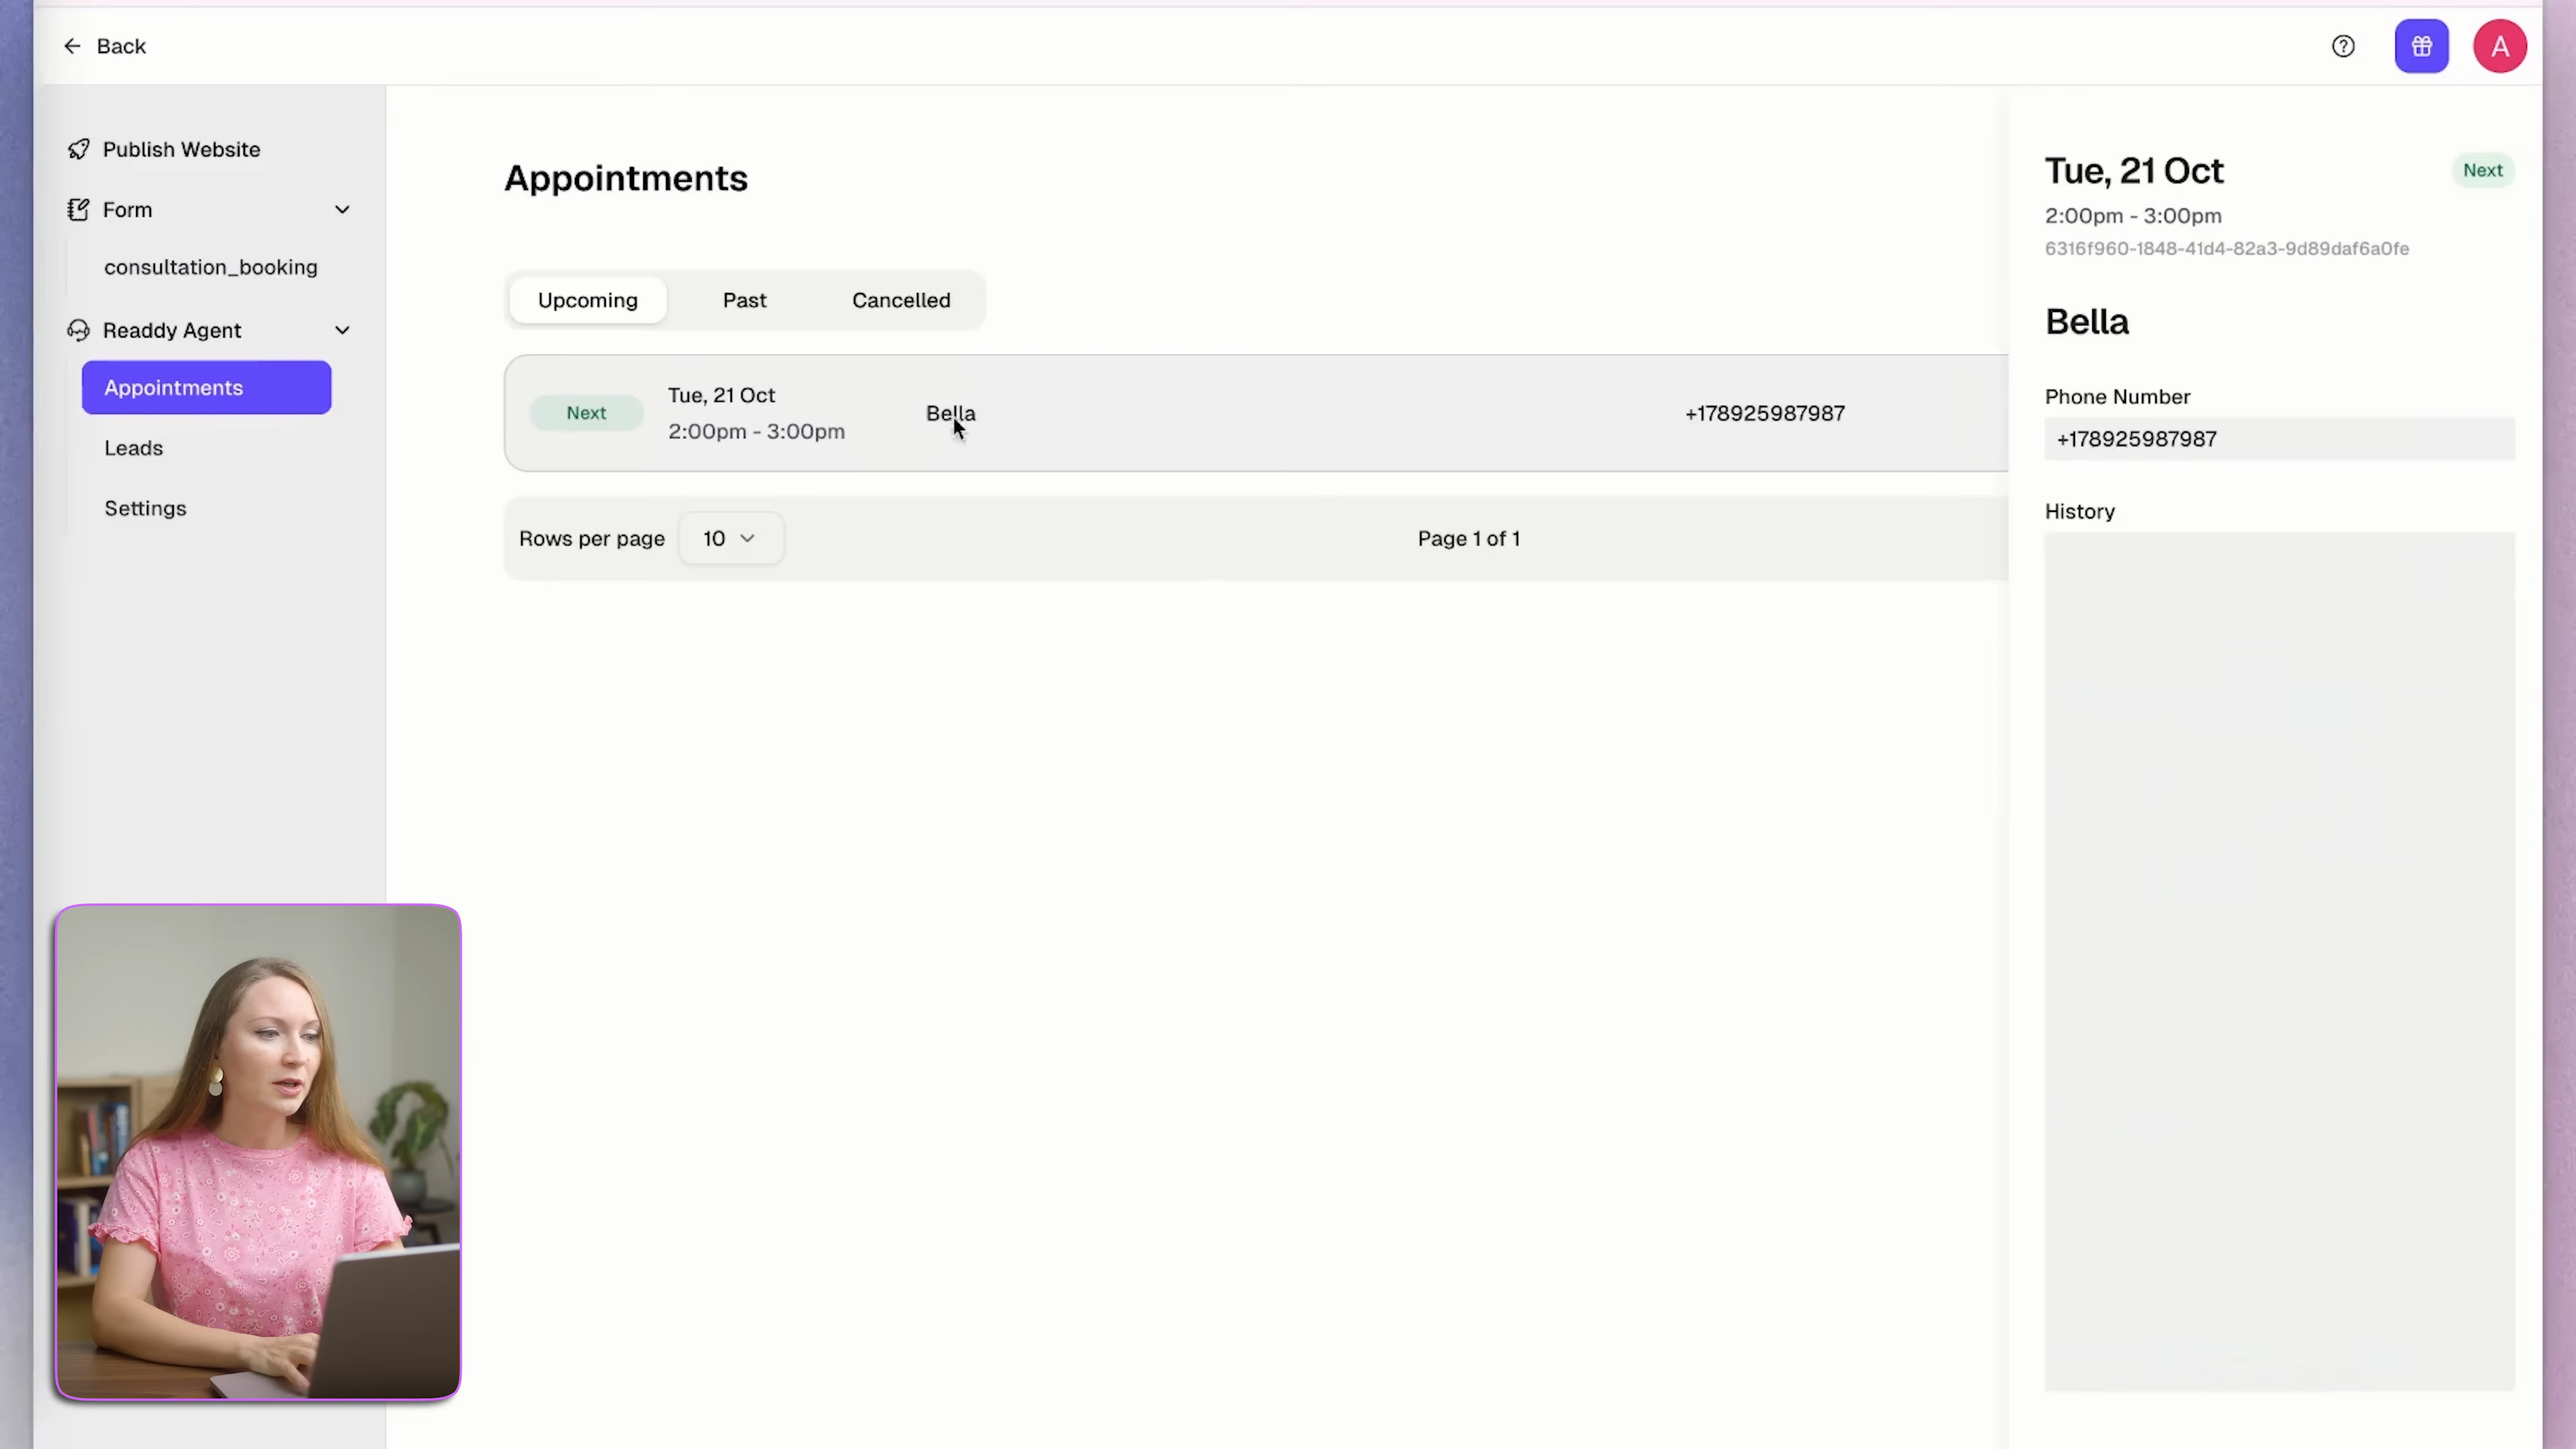 Back
A
Publish Website
Form
consultation_booking
Readdy Agent
Appointments
Leads
Settings
Appointments
Upcoming
Past
Cancelled
Next
Tue, 21 Oct
2:00pm - 3:00pm
Bella
+178925987987
Rows per page
10
Page 1 of 1
Tue, 21 Oct
Next
2:00pm - 3:00pm
6316f960-1848-41d4-82a3-9d89daf6a0fe
Bella
Phone Number
+178925987987
History